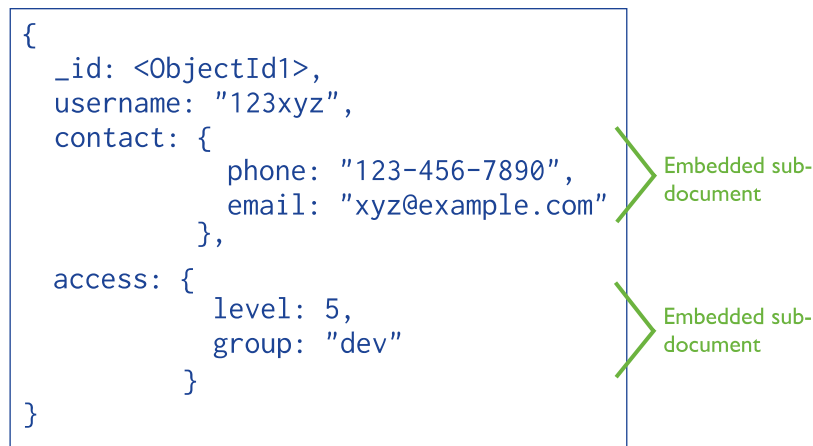 {
_id: <ObjectId1>,
username: "123xyz",
contact: {
phone: "123-456-7890",
email: "xyz@example.com"
},
Embedded sub-
document
access: {
level: 5,
group: "dev"
}
Embedded sub-
document
}